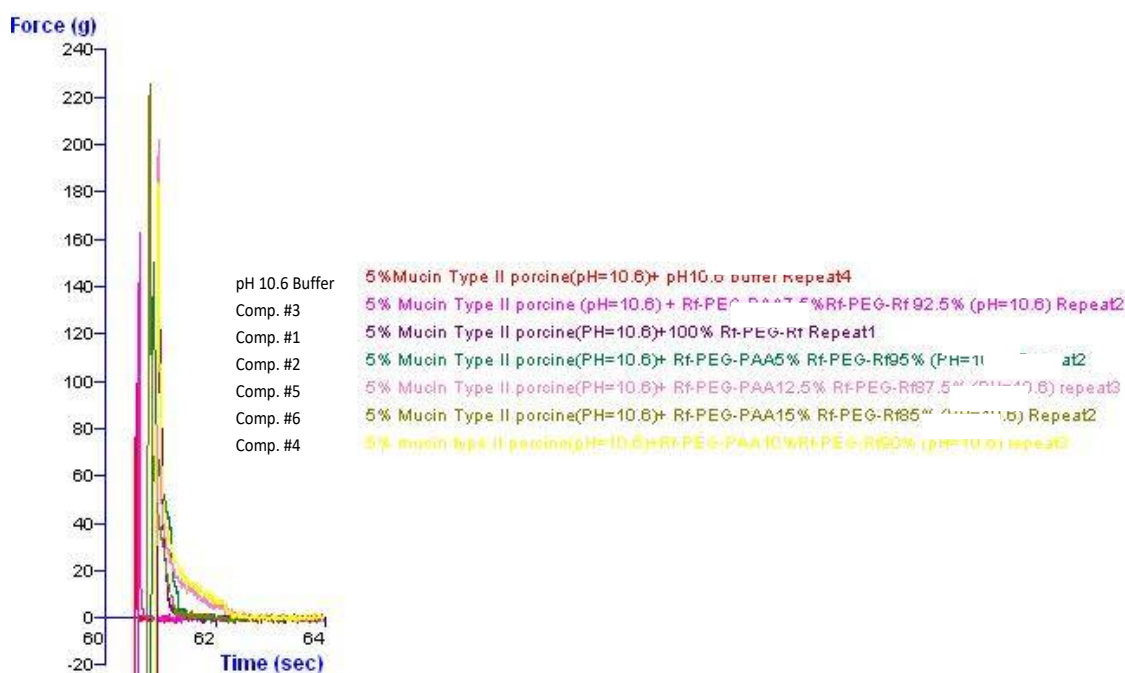 Force (g)
240
220
200
180
160
140
120
100
80
60
40
20
0
-20
60
62
64
Time (sec)
pH 10.6 Buffer 5%Mucin Type II porcine(pH=10.6)+ pH10.6 buffer Repeat4
Comp. #3 5% Mucin Type II porcine (pH=10.6) + %Rf-PEG-Rf 92.5% (pH=10.6) Repeat2
Comp. #1 5% Mucin Type II porcine(PH=10.6)+100% Rf-PEG-Rf Repeat1
Comp. #2 5% Mucin Type II porcine(PH=10.6)+ Rf-PEG-PAA5% Rf-PEG-Rf95%
Comp. #5 5% Mucin Type II porcine(PH=10.6)+ Rf-PEG-PAA12.5% Rf-PEG-Rf87.5% repeat3
Comp. #6 5% Mucin Type II porcine(PH=10.6)+ Rf-PEG-PAA15% Rf-PEG-Rf85% Repeat2
Comp. #4 5% mucin type II porcine(pH=10.6)+Rf-PEG-PAA10%Rf-PEG-Rf90% (pH=10.6)